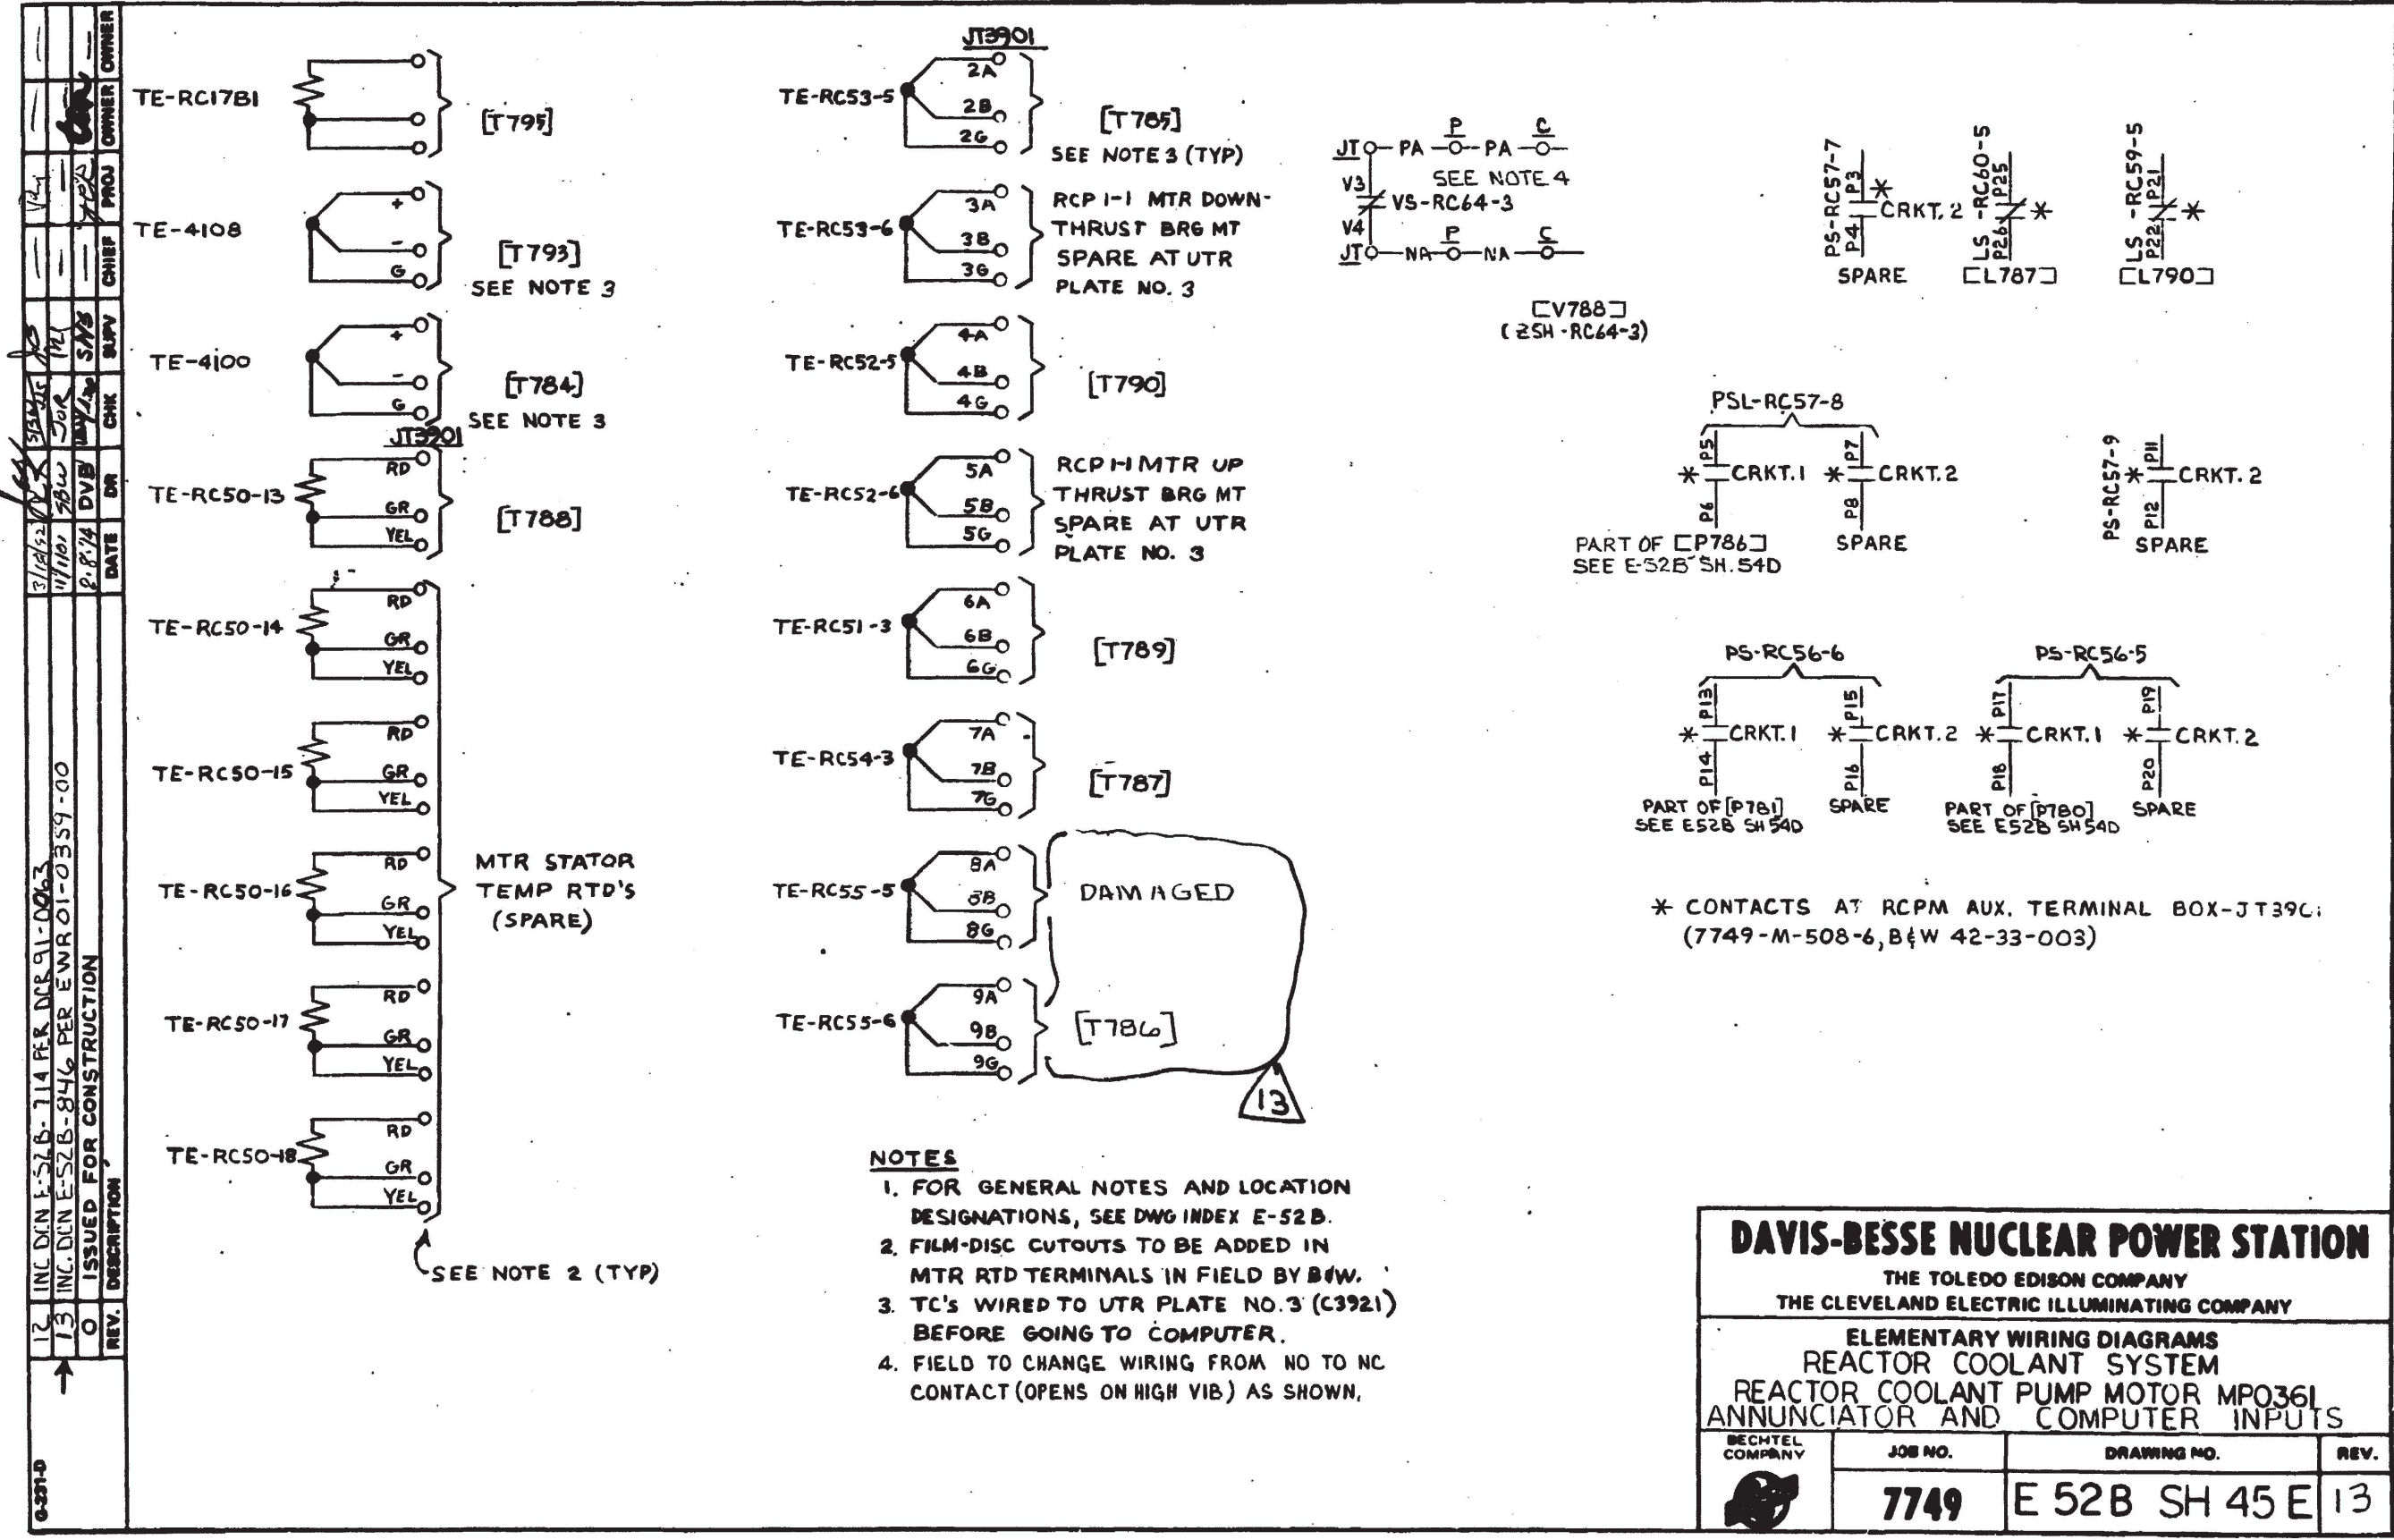 TE-RC17B1
[T795]
TE-4108
+
-
G
[T793]
SEE NOTE 3
TE-4100
+
-
G
[T784]
SEE NOTE 3
JT3901
TE-RC50-13
RD
GR
YEL
[T788]
TE-RC50-14
RD
GR
YEL
TE-RC50-15
RD
GR
YEL
TE-RC50-16
RD
GR
YEL
MTR STATOR
TEMP RTD'S
(SPARE)
TE-RC50-17
RD
GR
YEL
TE-RC50-18
RD
GR
YEL
SEE NOTE 2 (TYP)
JT3901
TE-RC53-5
2A
2B
2G
[T785]
SEE NOTE 3 (TYP)
TE-RC53-6
3A
3B
3G
RCP 1-1 MTR DOWN-
THRUST BRG MT
SPARE AT UTR
PLATE NO. 3
TE-RC52-5
4A
4B
4G
[T790]
TE-RC52-6
5A
5B
5G
RCP 1-1 MTR UP
THRUST BRG MT
SPARE AT UTR
PLATE NO. 3
TE-RC51-3
6A
6B
6G
[T789]
TE-RC54-3
7A
7B
7G
[T787]
TE-RC55-5
8A
8B
8G
DAMAGED
TE-RC55-6
9A
9B
9G
[T786]
13
JT PA P PA C
SEE NOTE 4
V3
VS-RC64-3
V4
JT NA P NA C
[V788]
(ZSH-RC64-3)
PS-RC57-7
P4 P3
*
CRKT. 2
SPARE
LS-RC60-5
P26 P25
*
[L787]
LS-RC59-5
P22 P21
*
[L790]
PSL-RC57-8
P5
* CRKT.1
P6
PART OF [P786]
SEE E-52B SH.54D
P7
* CRKT.2
P8
SPARE
PS-RC57-9
P11
* CRKT. 2
P12
SPARE
PS-RC56-6
P13
* CRKT.1
P14
PART OF [P781]
SEE E52B SH54D
P15
* CRKT.2
P16
SPARE
PS-RC56-5
P17
* CRKT.1
P18
PART OF [P780]
SEE E52B SH54D
P19
* CRKT.2
P20
SPARE
* CONTACTS AT RCPM AUX. TERMINAL BOX-JT390
(7749-M-508-6, B&W 42-33-003)
NOTES
1. FOR GENERAL NOTES AND LOCATION
DESIGNATIONS, SEE DWG INDEX E-52B.
2. FILM-DISC CUTOUTS TO BE ADDED IN
MTR RTD TERMINALS IN FIELD BY B&W.
3. TC'S WIRED TO UTR PLATE NO.3 (C3921)
BEFORE GOING TO COMPUTER.
4. FIELD TO CHANGE WIRING FROM NO TO NC
CONTACT (OPENS ON HIGH VIB) AS SHOWN.
DAVIS-BESSE NUCLEAR POWER STATION
THE TOLEDO EDISON COMPANY
THE CLEVELAND ELECTRIC ILLUMINATING COMPANY
ELEMENTARY WIRING DIAGRAMS
REACTOR COOLANT SYSTEM
REACTOR COOLANT PUMP MOTOR MP0361
ANNUNCIATOR AND COMPUTER INPUTS
BECHTEL
COMPANY
JOB NO.
7749
DRAWING NO.
E 52B SH 45 E
REV.
13
12 INC DCN E-52B-714 PER DCR 91-0063
13 INC. DCN E-52B-846 PER EWR 01-0359-00 11/1/01 SBW JOR
0 ISSUED FOR CONSTRUCTION 8-8-74 DVB SNB
REV. DESCRIPTION DATE DR CHK SUPV CHIEF PROJ OWNER OWNER
G-231-D